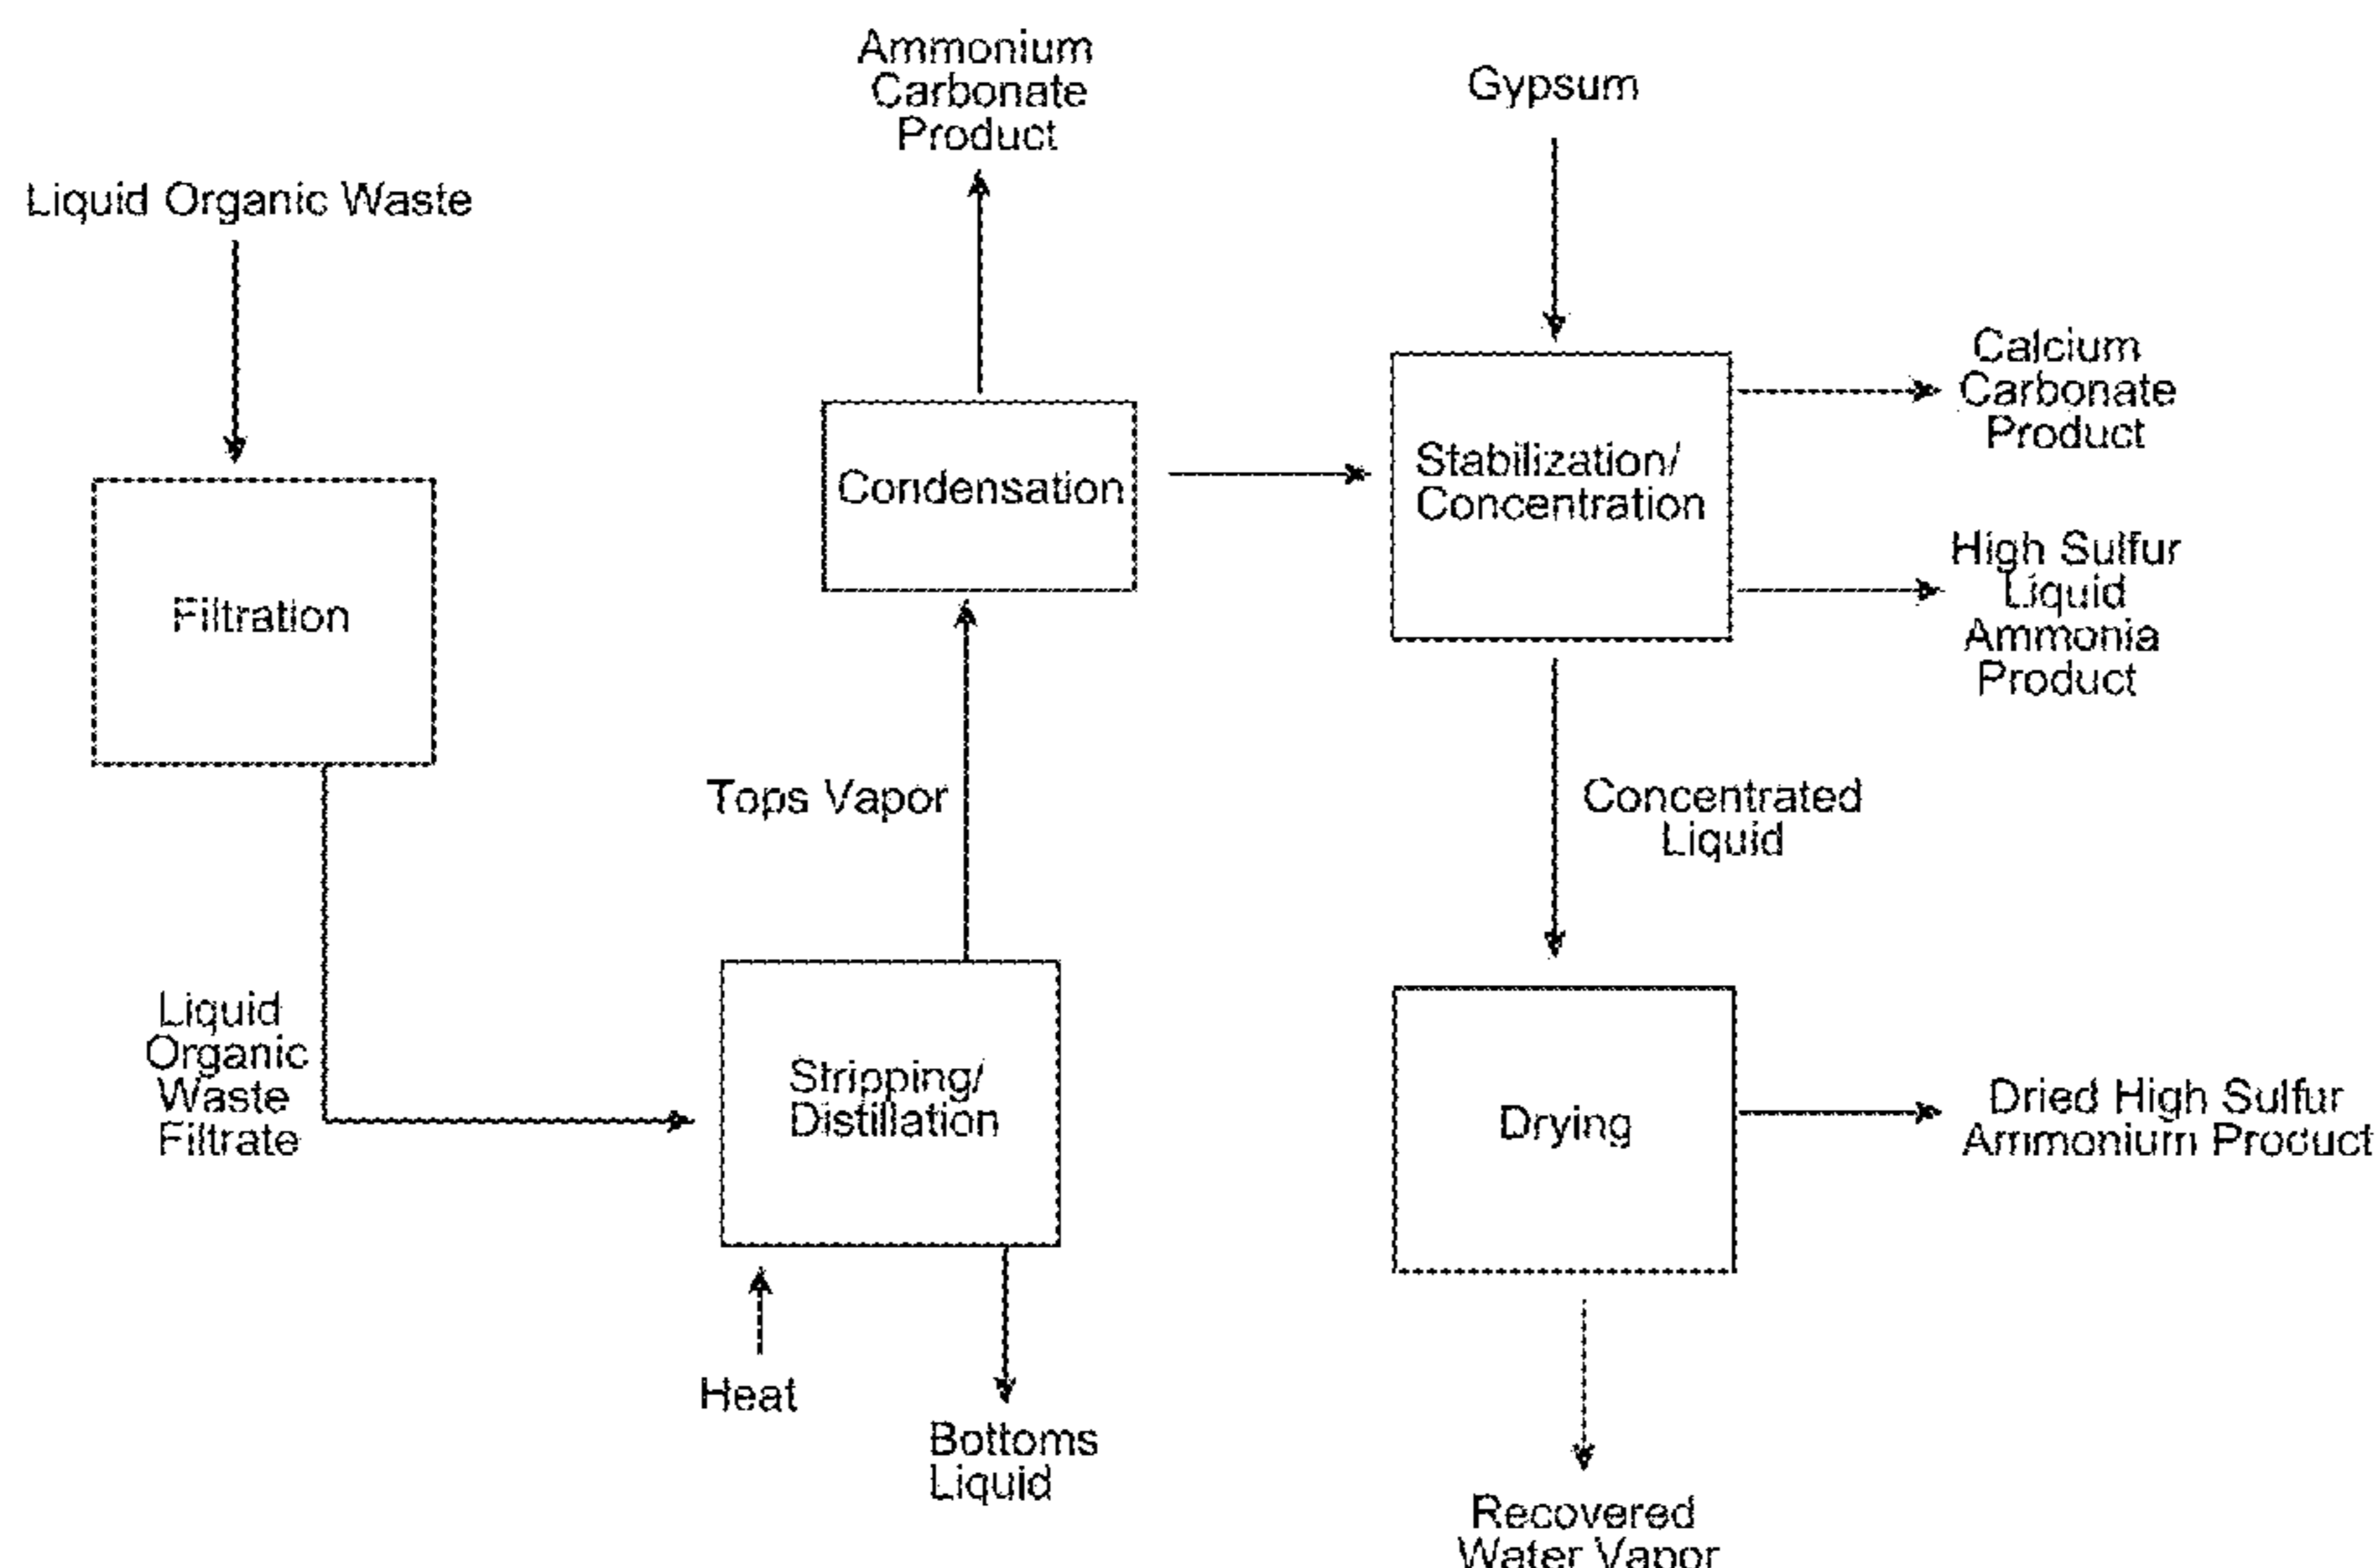 Ammonium
Carbonate
Product
Gypsum
Liquid Organic Waste
Calcium
Carbonate
Product
Condensation
Stabilization/
Concentration
High Sulfur
Liquid
Ammonia
Product
Filtration
Tops Vapor
Concentrated
Liquid
Liquid
Organic
Waste
Filtrate
Stripping/
Distillation
Drying
Dried High Sulfur
Ammonium Product
Heat
Bottoms
Liquid
Recovered
Water Vapor